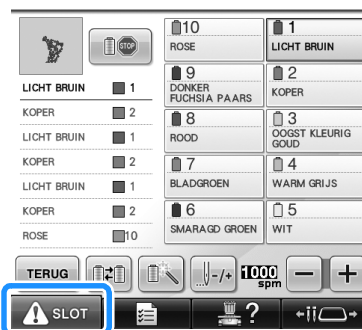 STOP
LICHT BRUIN 1
KOPER 2
LICHT BRUIN 1
KOPER 2
LICHT BRUIN 1
KOPER 2
ROSE 10
10
ROSE
1
LICHT BRUIN
9
DONKER
FUCHSIA PAARS
2
KOPER
8
ROOD
3
OOGST KLEURIG
GOUD
7
BLADGROEN
4
WARM GRIJS
6
SMARAGD GROEN
5
WIT
TERUG
-/+
1000
spm
−
+
SLOT
?